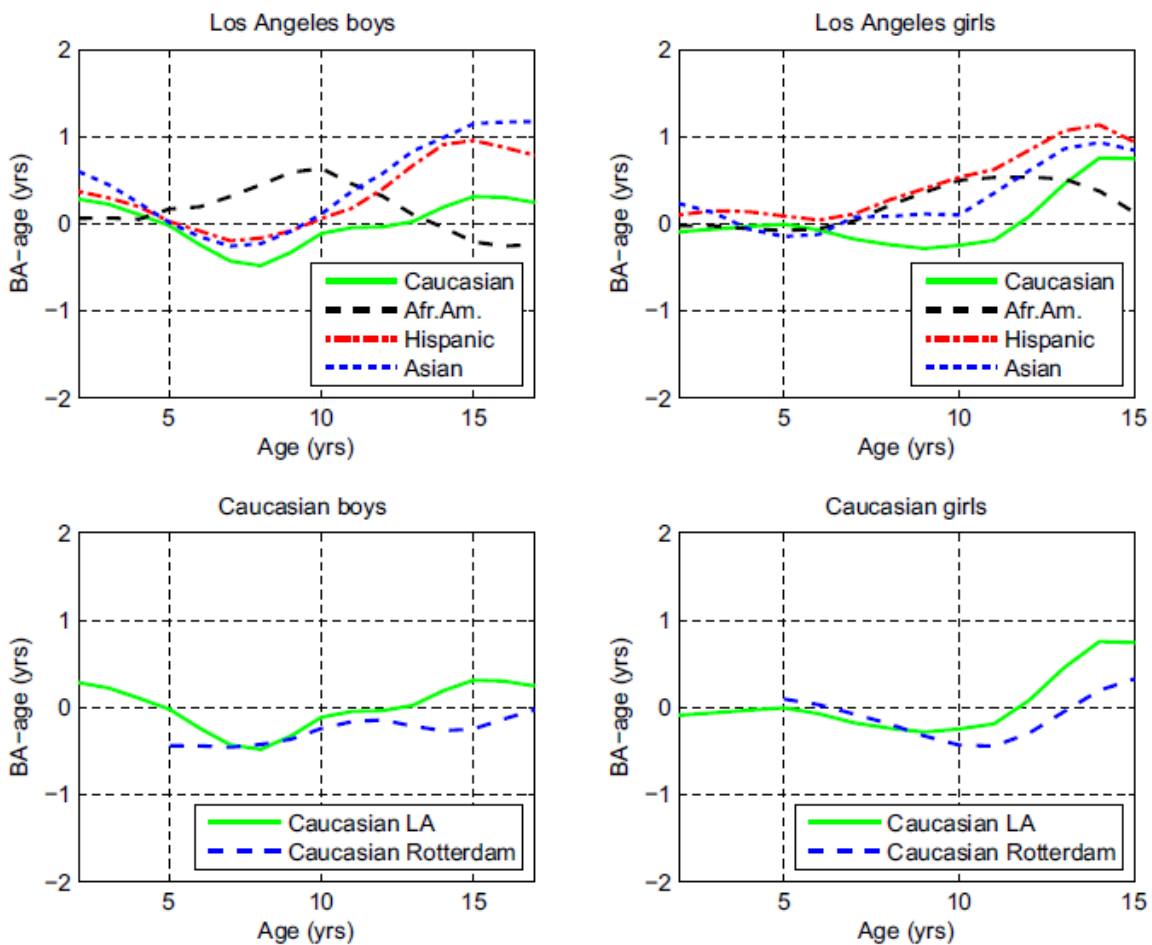 Los Angeles boys
2
1
0
−1
−2
BA−age (yrs)
Caucasian
Afr.Am.
Hispanic
Asian
5
10
15
Age (yrs)
Los Angeles girls
2
1
0
−1
−2
BA−age (yrs)
Caucasian
Afr.Am.
Hispanic
Asian
5
10
15
Age (yrs)
Caucasian boys
2
1
0
−1
−2
BA−age (yrs)
Caucasian LA
Caucasian Rotterdam
5
10
15
Age (yrs)
Caucasian girls
2
1
0
−1
−2
BA−age (yrs)
Caucasian LA
Caucasian Rotterdam
5
10
15
Age (yrs)